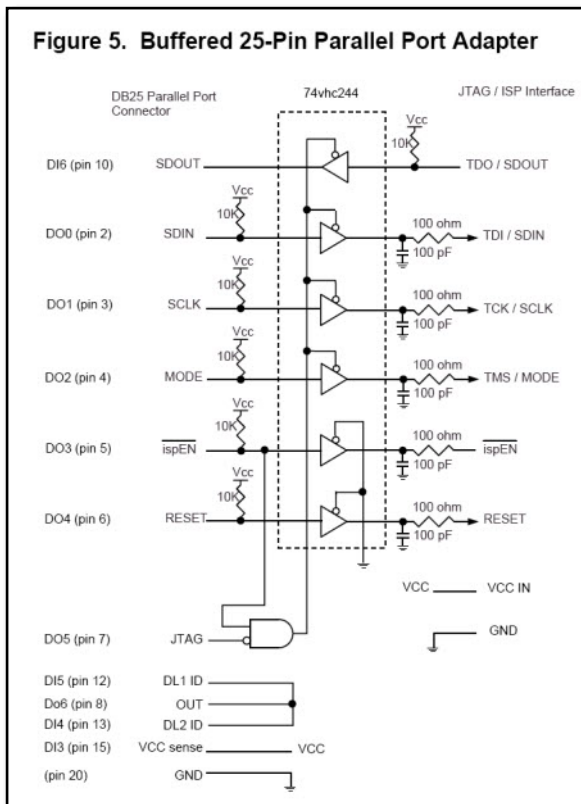 Figure 5. Buffered 25-Pin Parallel Port Adapter
DB25 Parallel Port
Connector
74vhc244
JTAG / ISP Interface
Vcc
10K
DI6 (pin 10) SDOUT TDO / SDOUT
Vcc
10K
100 ohm
DO0 (pin 2) SDIN TDI / SDIN
100 pF
Vcc
10K
100 ohm
DO1 (pin 3) SCLK TCK / SCLK
100 pF
Vcc
10K
100 ohm
DO2 (pin 4) MODE TMS / MODE
100 pF
Vcc
10K
100 ohm
DO3 (pin 5) ispEN ispEN
100 pF
Vcc
10K
100 ohm
DO4 (pin 6) RESET RESET
100 pF
VCC VCC IN
GND
DO5 (pin 7) JTAG
DI5 (pin 12) DL1 ID
Do6 (pin 8) OUT
DI4 (pin 13) DL2 ID
DI3 (pin 15) VCC sense VCC
(pin 20) GND